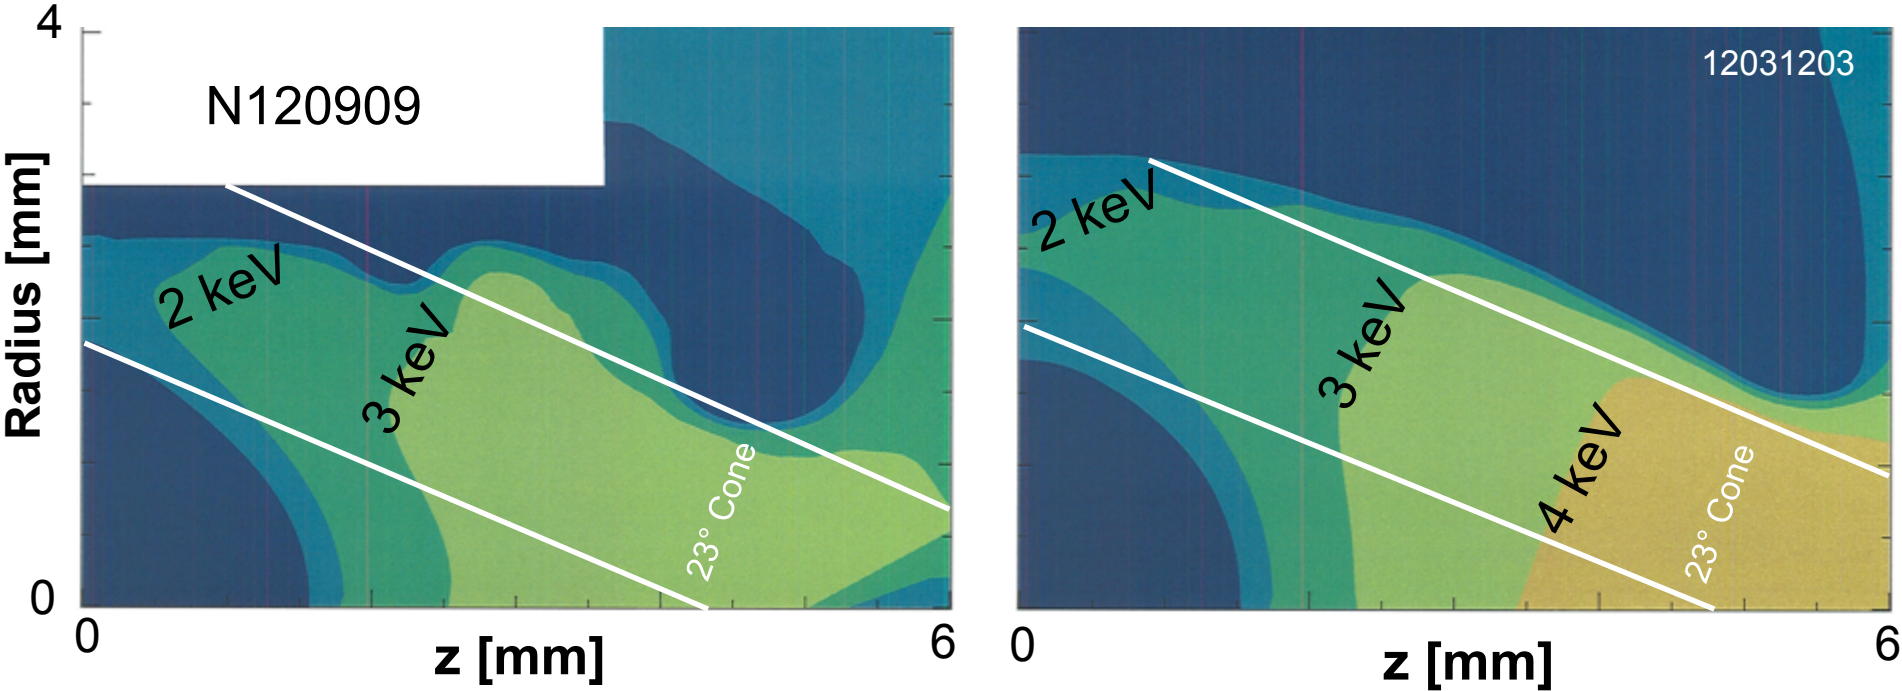 4
N120909
Radius [mm]
2 keV
3 keV
23° Cone
0
0
6
z [mm]
12031203
2 keV
3 keV
4 keV
23° Cone
0
6
z [mm]